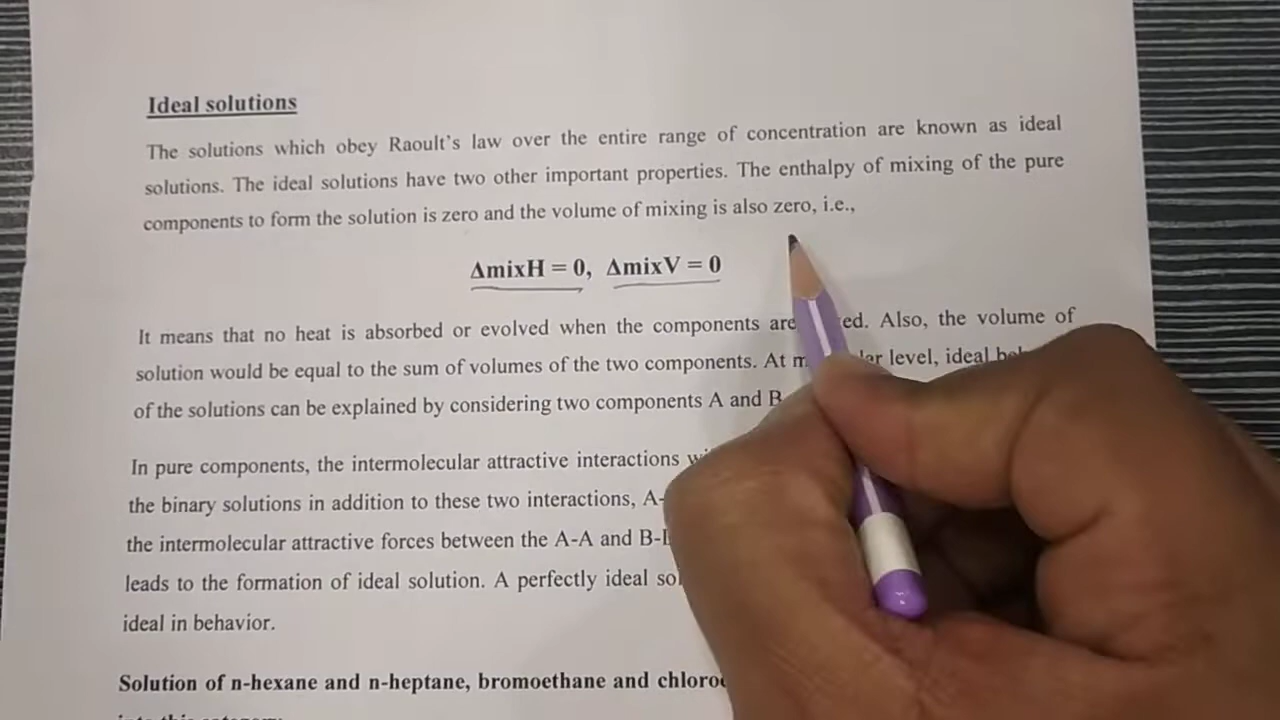 Ideal solutions
The solutions which obey Raoult's law over the entire range of concentration are known as ideal
solutions. The ideal solutions have two other important properties. The enthalpy of mixing of the pure
components to form the solution is zero and the volume of mixing is also zero, i.e.,
ΔmixH = 0, ΔmixV = 0
It means that no heat is absorbed or evolved when the components are Also, the volume of
solution would be equal to the sum of volumes of the two components. At level, ideal
of the solutions can be explained by considering two components A and B
In pure components, the intermolecular attractive interactions
the binary solutions in addition to these two interactions,
the intermolecular attractive forces between the A-A and
leads to the formation of ideal solution. A perfectly ideal
ideal in behavior.
Solution of n-hexane and n-heptane, bromoethane and